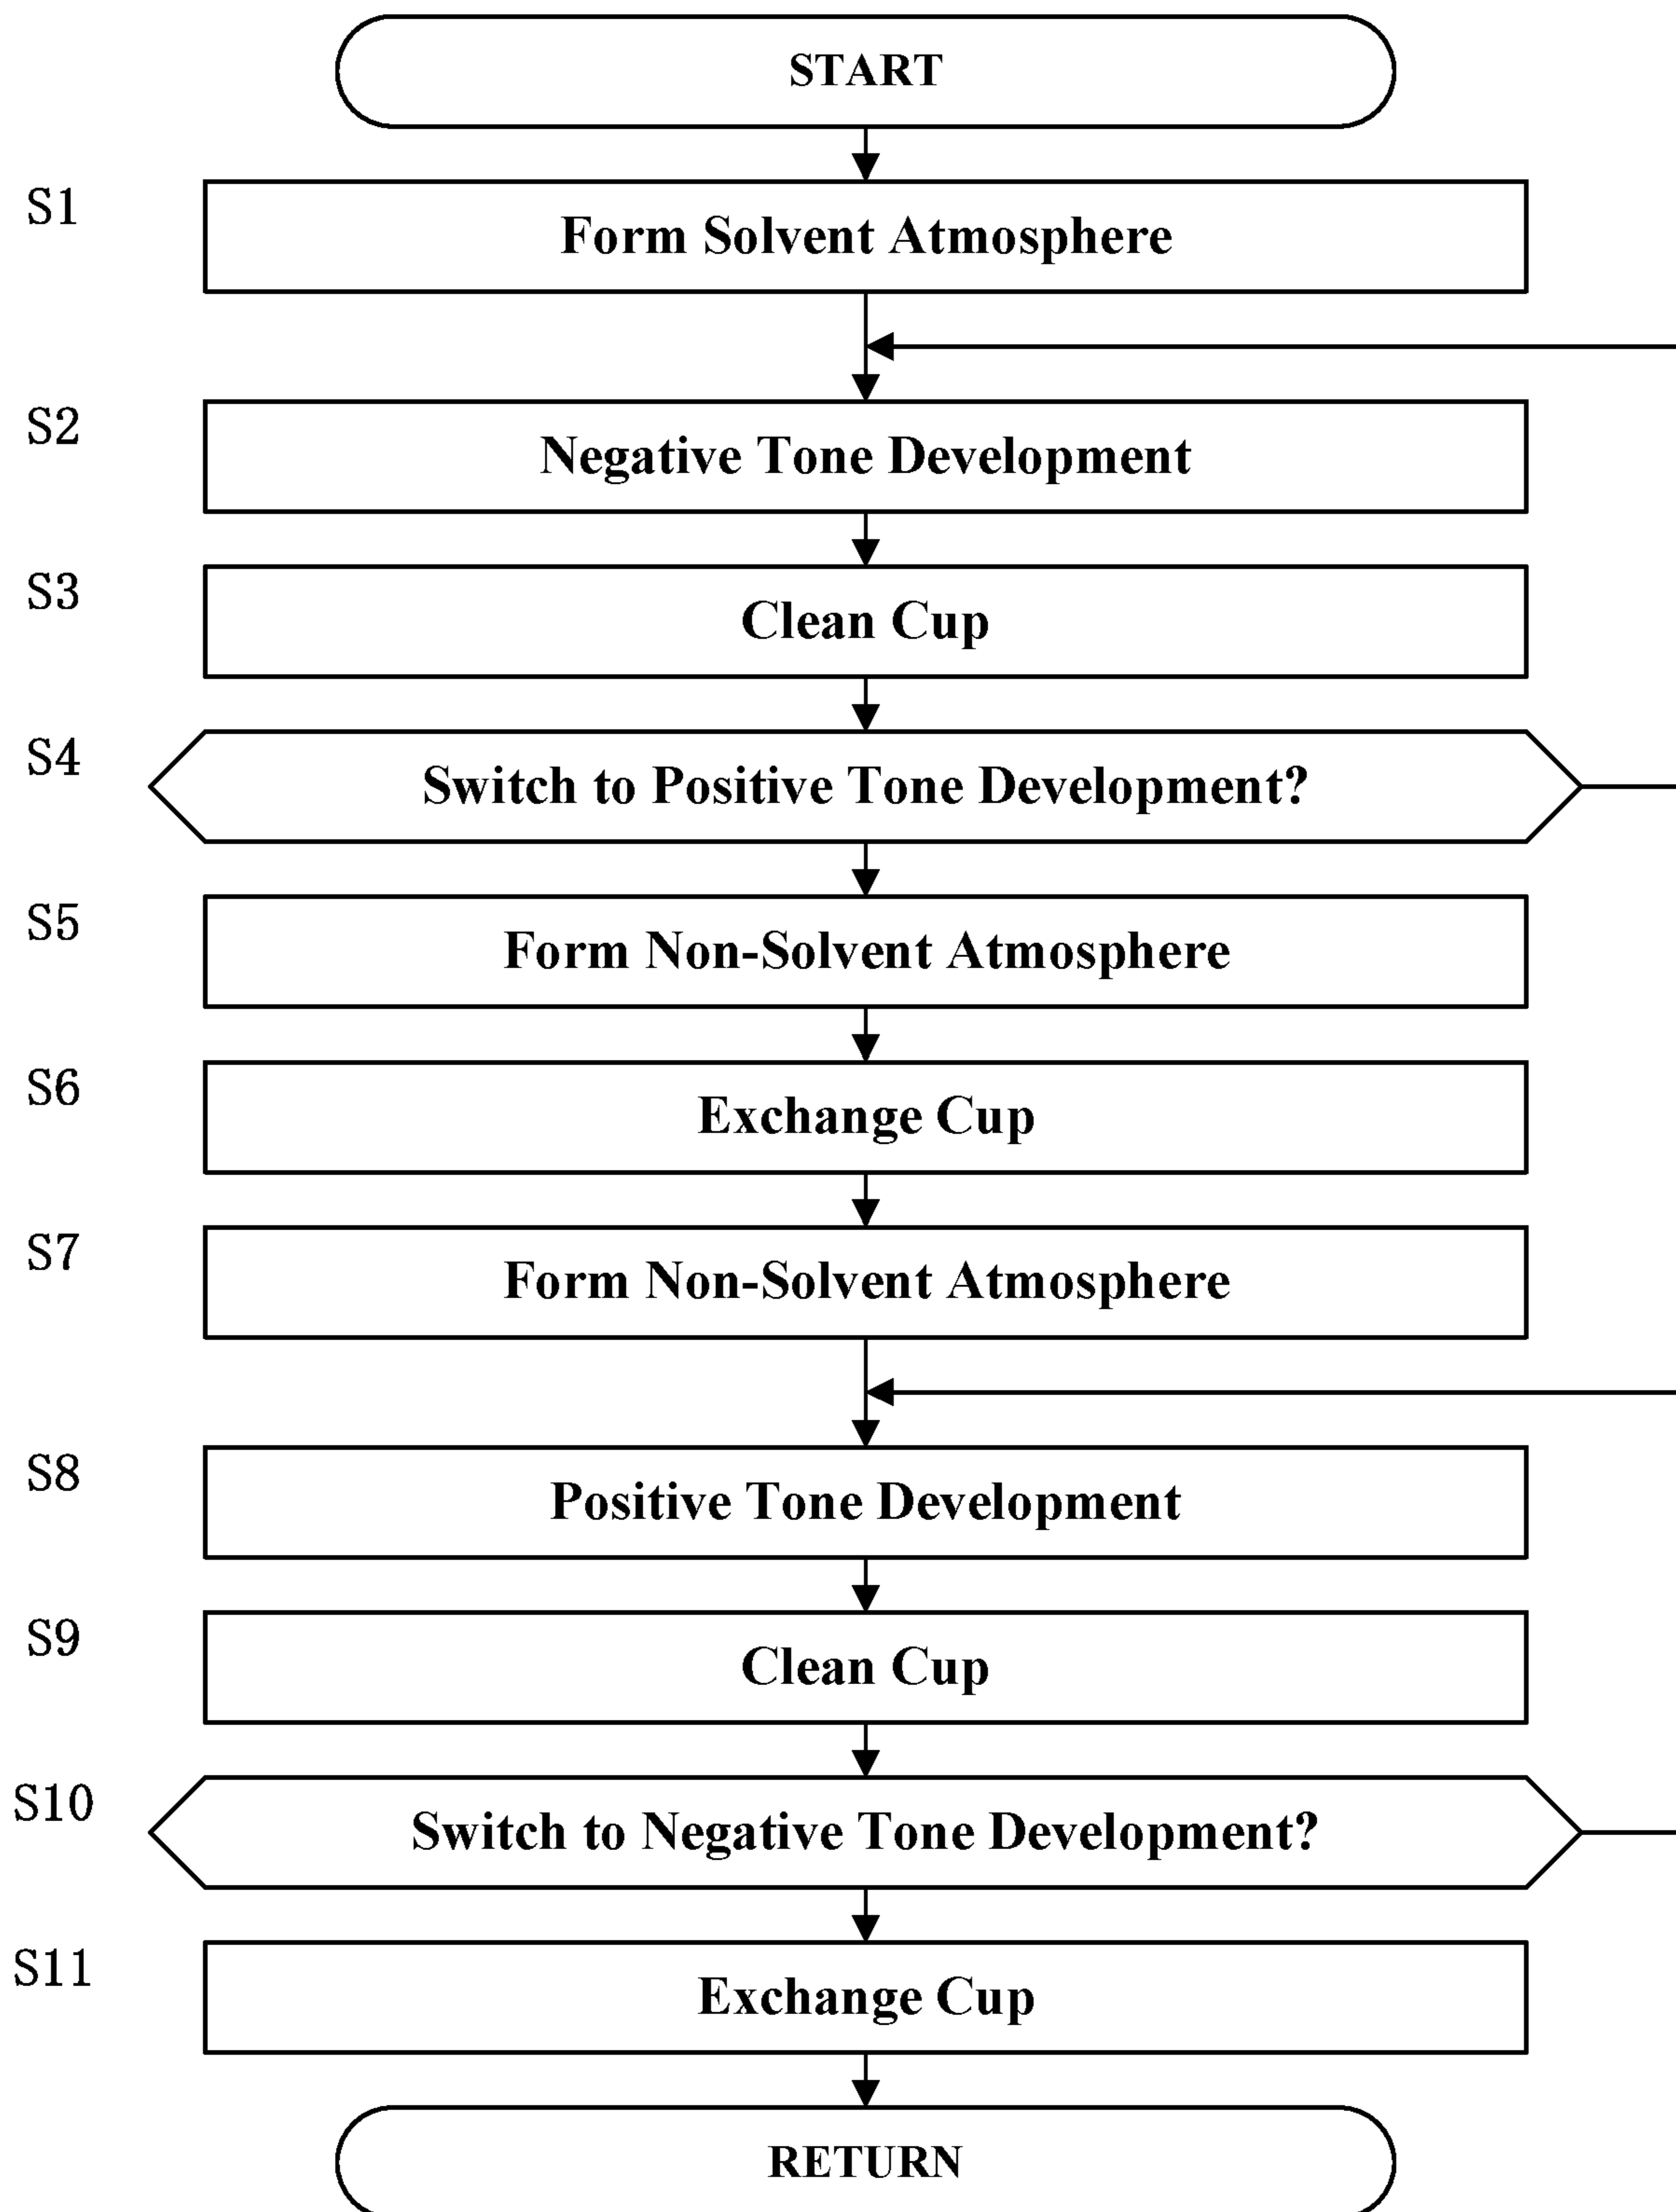 START
S1
Form Solvent Atmosphere
S2
Negative Tone Development
S3
Clean Cup
S4
Switch to Positive Tone Development?
S5
Form Non-Solvent Atmosphere
S6
Exchange Cup
S7
Form Non-Solvent Atmosphere
S8
Positive Tone Development
S9
Clean Cup
S10
Switch to Negative Tone Development?
S11
Exchange Cup
RETURN